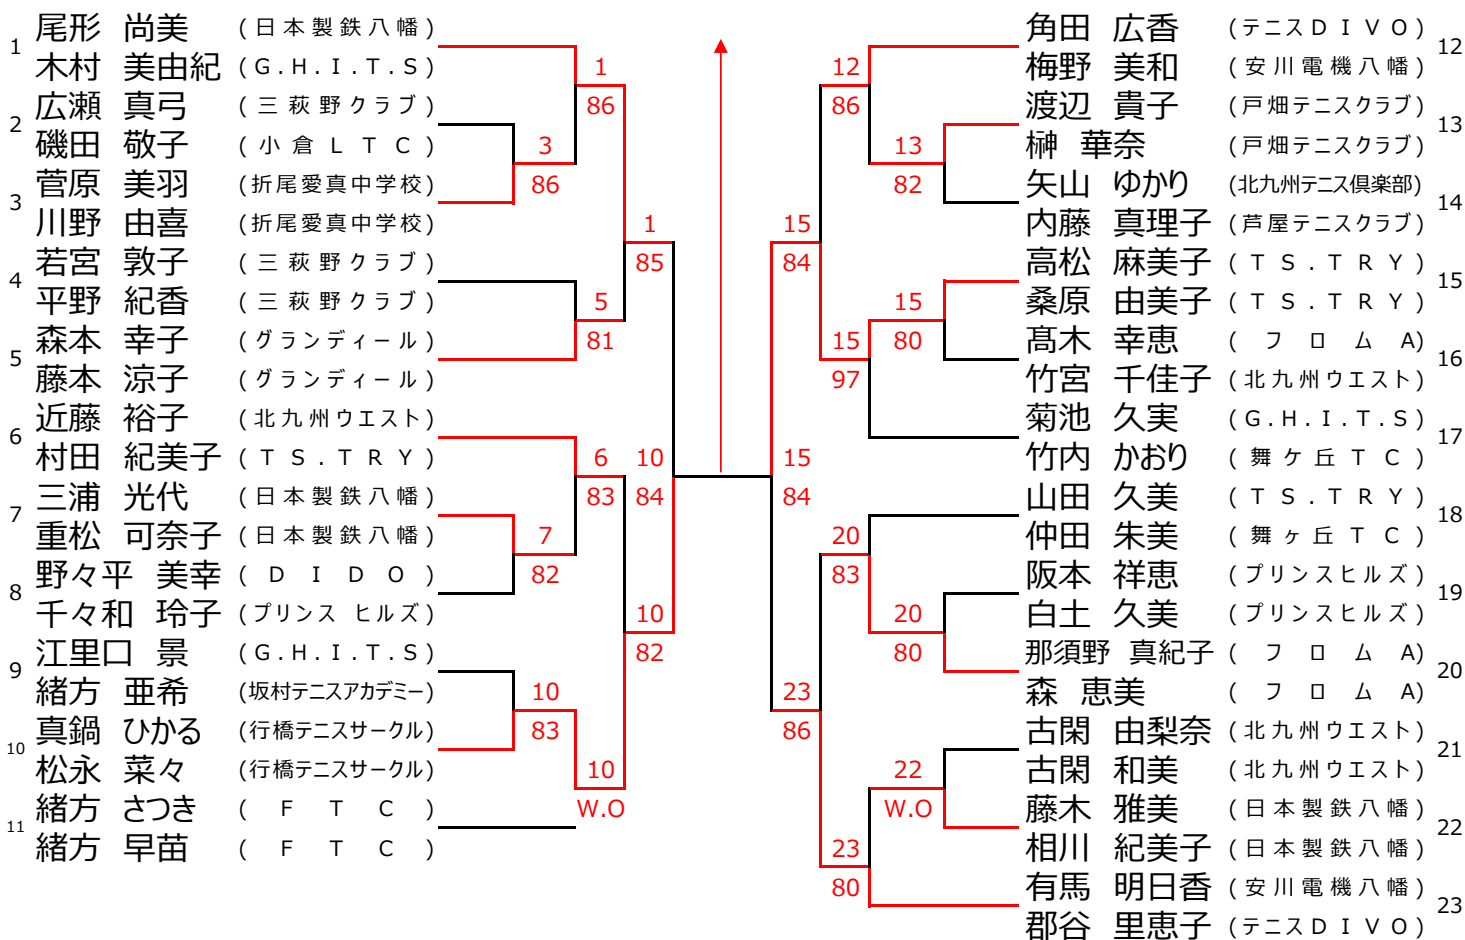 1 尾形 尚美 (日本製鉄八幡)
木村 美由紀 (G.H.I.T.S)
2 広瀬 真弓 (三萩野クラブ)
磯田 敬子 (小倉LTC)
3 菅原 美羽 (折尾愛真中学校)
川野 由喜 (折尾愛真中学校)
4 若宮 敦子 (三萩野クラブ)
平野 紀香 (三萩野クラブ)
5 森本 幸子 (グランディール)
藤本 涼子 (グランディール)
6 近藤 裕子 (北九州ウエスト)
村田 紀美子 (TS.TRY)
7 三浦 光代 (日本製鉄八幡)
重松 可奈子 (日本製鉄八幡)
8 野々平 美幸 (DIDO)
千々和 玲子 (プリンス ヒルズ)
9 江里口 景 (G.H.I.T.S)
緒方 亜希 (坂村テニスアカデミー)
10 真鍋 ひかる (行橋テニスサークル)
松永 菜々 (行橋テニスサークル)
11 緒方 さつき (FTC)
緒方 早苗 (FTC)
1
86
3
86
1
85
5
81
6
83
10
84
7
82
10
82
10
83
10
W.O
12
86
13
82
15
84
15
80
15
97
15
84
20
83
20
80
23
86
22
W.O
23
80
角田 広香 (テニスDIVO) 12
梅野 美和 (安川電機八幡)
渡辺 貴子 (戸畑テニスクラブ) 13
榊 華奈 (戸畑テニスクラブ)
矢山 ゆかり (北九州テニス倶楽部) 14
内藤 真理子 (芦屋テニスクラブ)
高松 麻美子 (TS.TRY) 15
桑原 由美子 (TS.TRY)
髙木 幸恵 (フロムA) 16
竹宮 千佳子 (北九州ウエスト)
菊池 久実 (G.H.I.T.S) 17
竹内 かおり (舞ケ丘TC)
山田 久美 (TS.TRY) 18
仲田 朱美 (舞ヶ丘TC)
阪本 祥恵 (プリンスヒルズ) 19
白土 久美 (プリンスヒルズ)
那須野 真紀子 (フロムA) 20
森 恵美 (フロムA)
古閑 由梨奈 (北九州ウエスト) 21
古閑 和美 (北九州ウエスト)
藤木 雅美 (日本製鉄八幡) 22
相川 紀美子 (日本製鉄八幡)
有馬 明日香 (安川電機八幡) 23
郡谷 里恵子 (テニスDIVO)